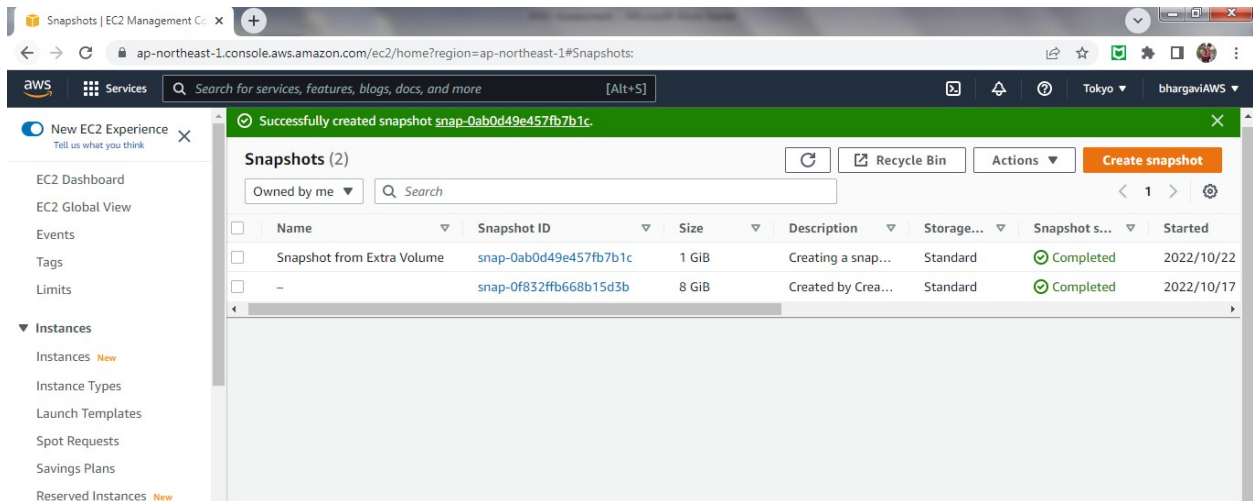 Snapshots | EC2 Management Co
ap-northeast-1.console.aws.amazon.com/ec2/home?region=ap-northeast-1#Snapshots:
aws Services Search for services, features, blogs, docs, and more [Alt+S] Tokyo bhargaviAWS
New EC2 Experience
Tell us what you think
EC2 Dashboard
EC2 Global View
Events
Tags
Limits
Instances
Instances New
Instance Types
Launch Templates
Spot Requests
Savings Plans
Reserved Instances New
Successfully created snapshot snap-0ab0d49e457fb7b1c.
Snapshots (2) Recycle Bin Actions Create snapshot
Owned by me Search 1
Name Snapshot ID Size Description Storage... Snapshot s... Started
Snapshot from Extra Volume snap-0ab0d49e457fb7b1c 1 GiB Creating a snap... Standard Completed 2022/10/22
– snap-0f832ffb668b15d3b 8 GiB Created by Crea... Standard Completed 2022/10/17